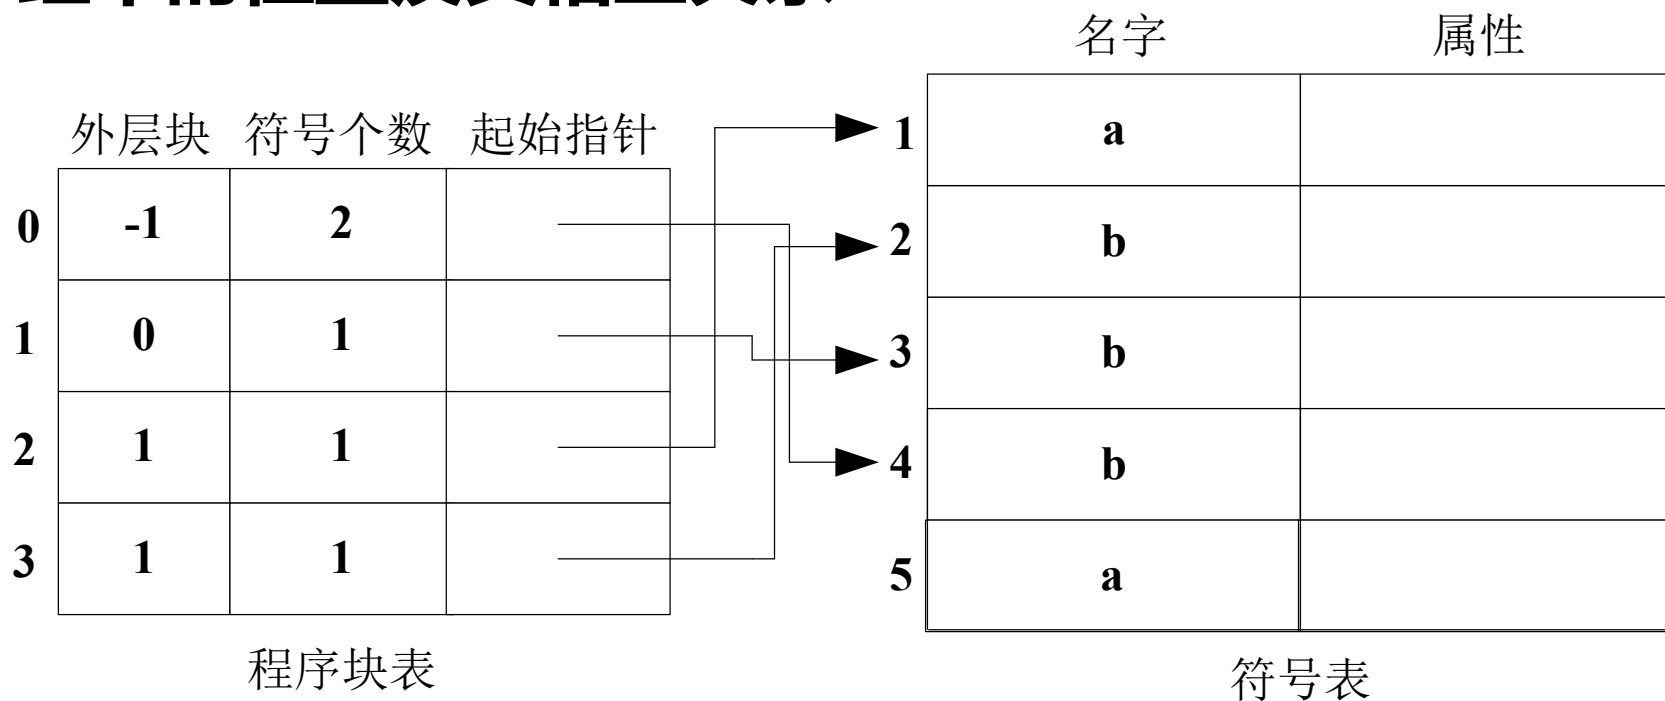 名字 属性
外层块 符号个数 起始指针
1 a
0 -1 2
2 b
1 0 1
3 b
2 1 1
4 b
3 1 1
5 a
程序块表
符号表